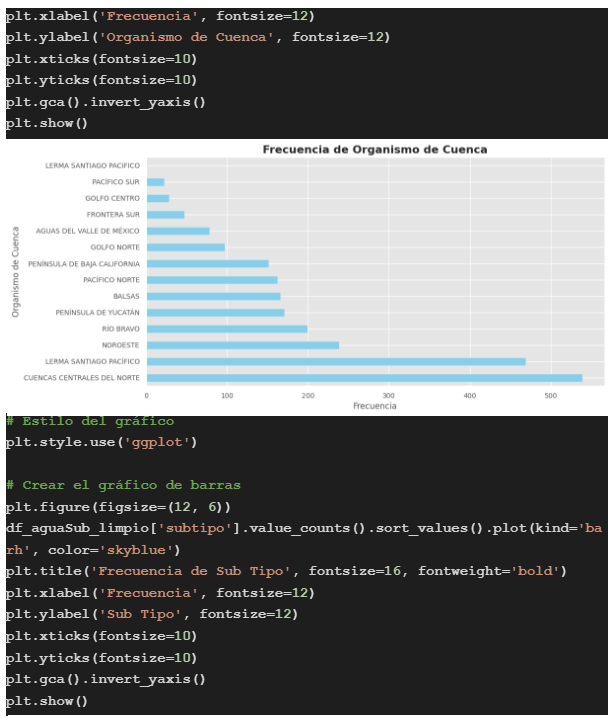 plt.xlabel('Frecuencia', fontsize=12)
plt.ylabel('Organismo de Cuenca', fontsize=12)
plt.xticks(fontsize=10)
plt.yticks(fontsize=10)
plt.gca().invert_yaxis()
plt.show()
Frecuencia de Organismo de Cuenca
Organismo de Cuenca
LERMA SANTIAGO PACIFICO
PACÍFICO SUR
GOLFO CENTRO
FRONTERA SUR
AGUAS DEL VALLE DE MÉXICO
GOLFO NORTE
PENÍNSULA DE BAJA CALIFORNIA
PACÍFICO NORTE
BALSAS
PENÍNSULA DE YUCATÁN
RÍO BRAVO
NOROESTE
LERMA SANTIAGO PACÍFICO
CUENCAS CENTRALES DEL NORTE
0 100 200 300 400 500
Frecuencia
# Estilo del gráfico
plt.style.use('ggplot')
# Crear el gráfico de barras
plt.figure(figsize=(12, 6))
df_aguaSub_limpio['subtipo'].value_counts().sort_values().plot(kind='ba
rh', color='skyblue')
plt.title('Frecuencia de Sub Tipo', fontsize=16, fontweight='bold')
plt.xlabel('Frecuencia', fontsize=12)
plt.ylabel('Sub Tipo', fontsize=12)
plt.xticks(fontsize=10)
plt.yticks(fontsize=10)
plt.gca().invert_yaxis()
plt.show()